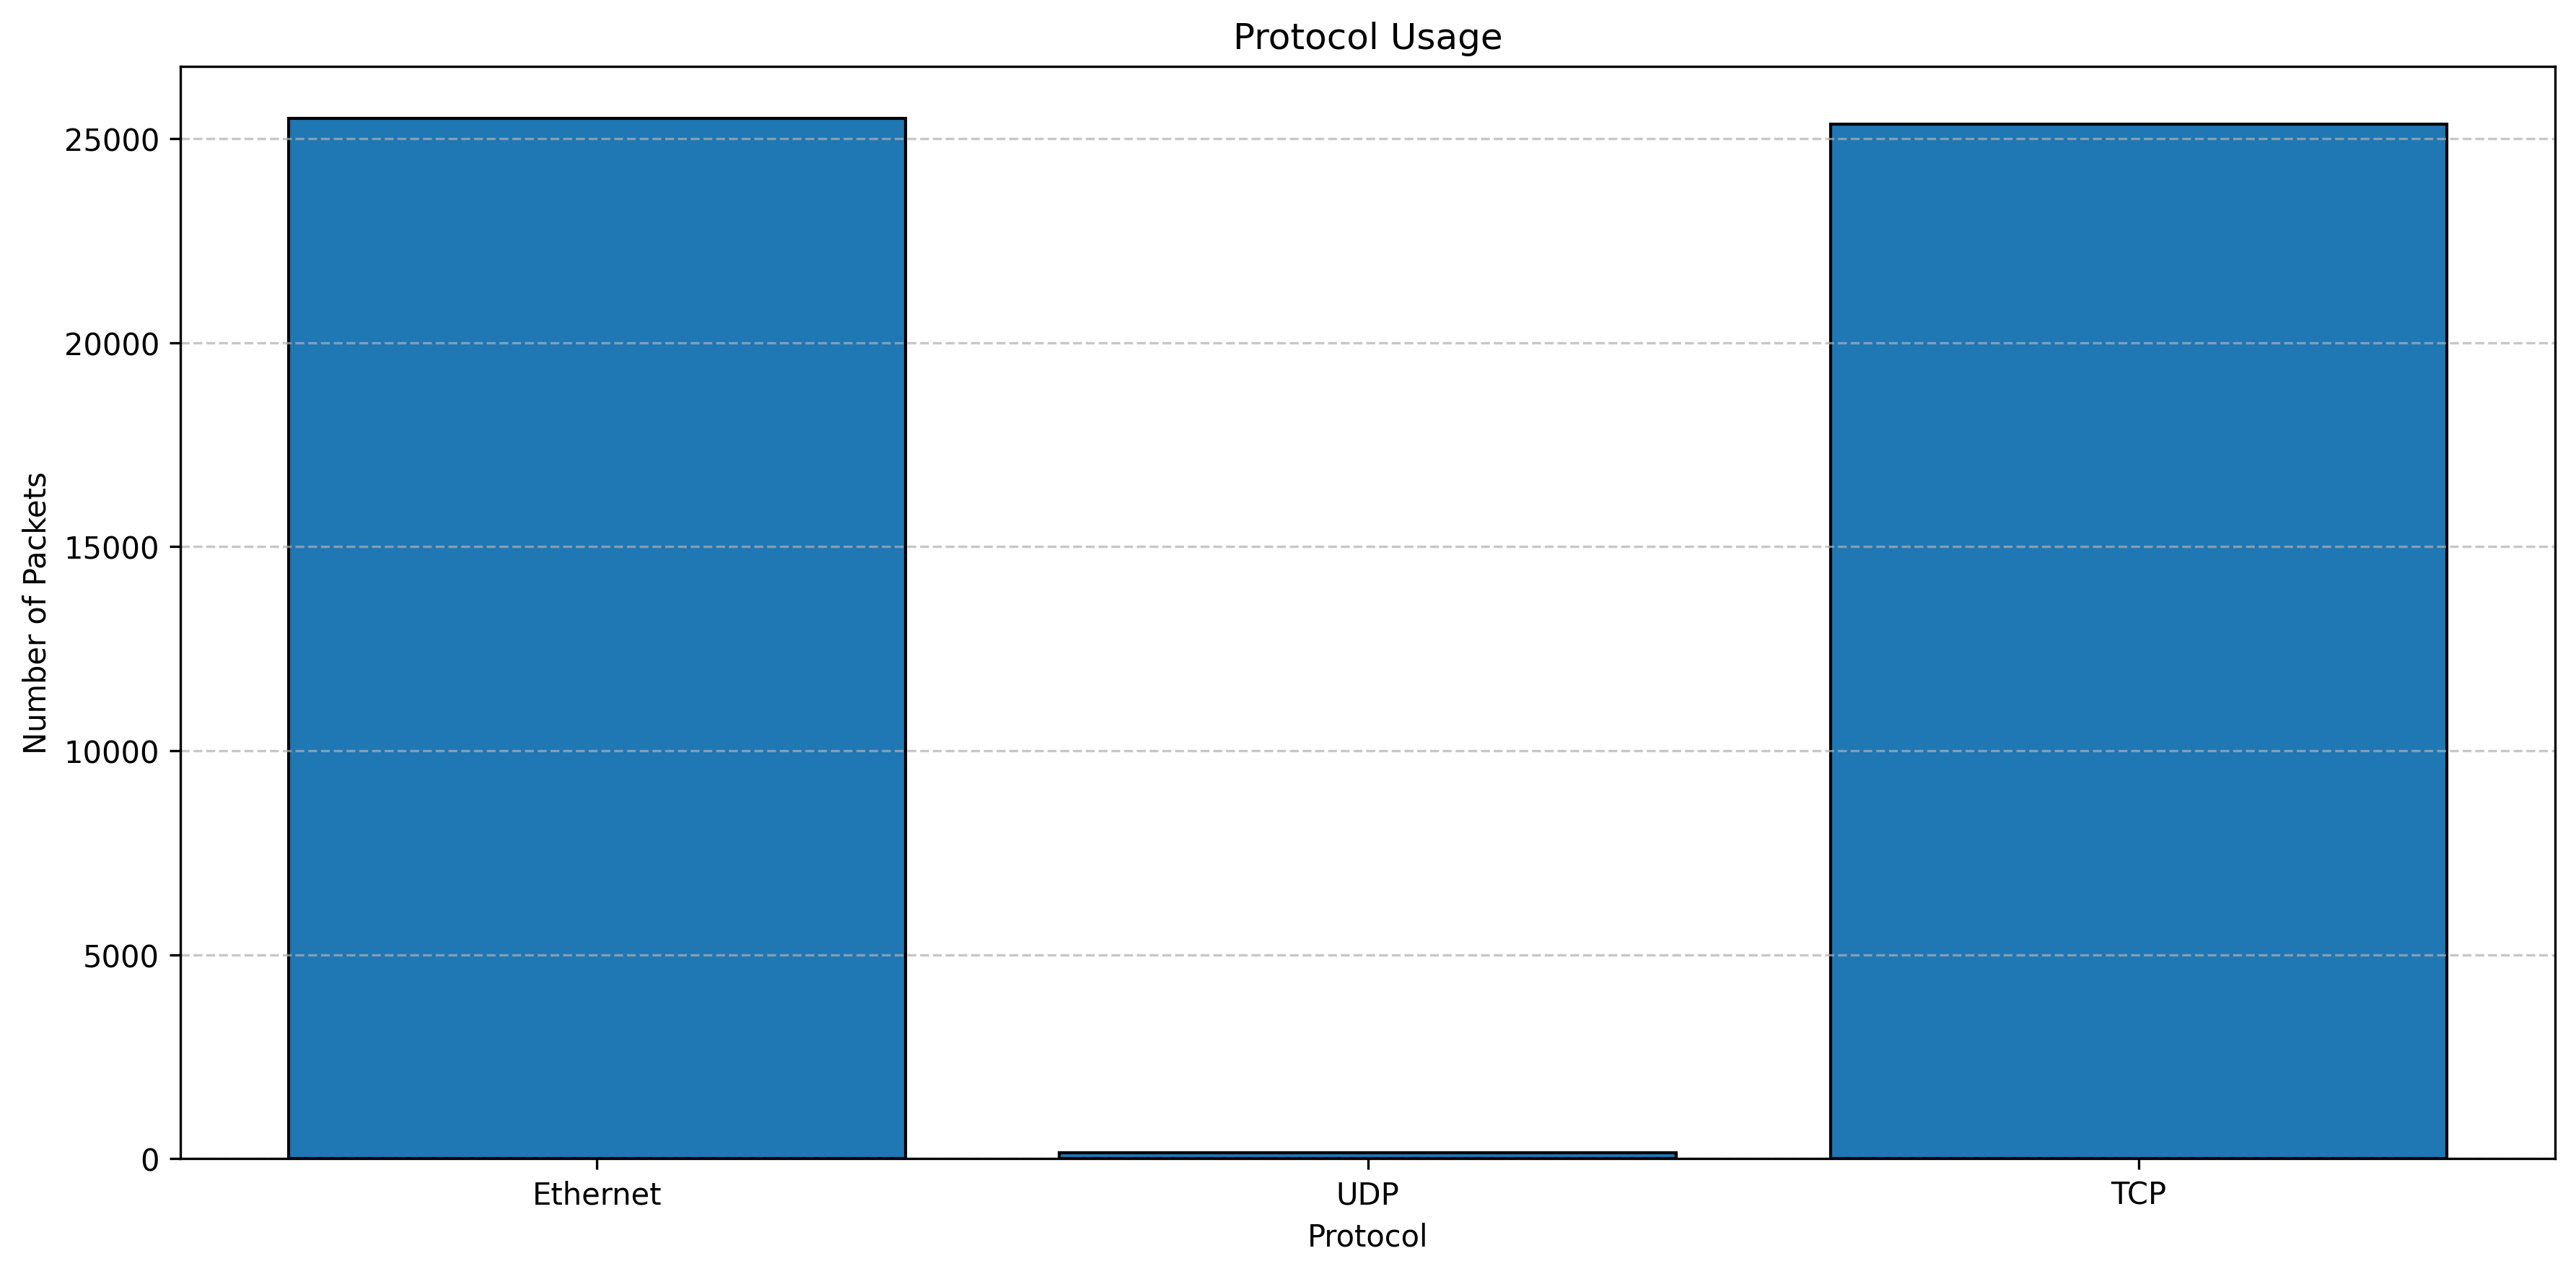 Protocol Usage
Number of Packets
25000
20000
15000
10000
5000
0
Ethernet
UDP
TCP
Protocol